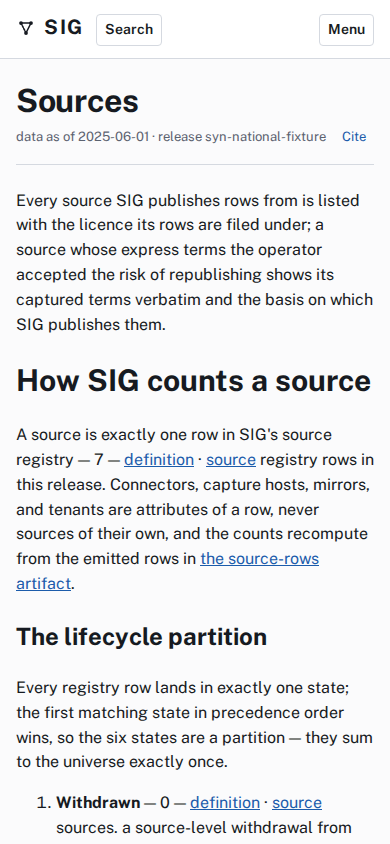 SIG
Search
Menu
Sources
data as of 2025-06-01 · release syn-national-fixture Cite
Every source SIG publishes rows from is listed
with the licence its rows are filed under; a
source whose express terms the operator
accepted the risk of republishing shows its
captured terms verbatim and the basis on which
SIG publishes them.
How SIG counts a source
A source is exactly one row in SIG's source
registry — 7 — definition · source registry rows in
this release. Connectors, capture hosts, mirrors,
and tenants are attributes of a row, never
sources of their own, and the counts recompute
from the emitted rows in the source-rows
artifact.
The lifecycle partition
Every registry row lands in exactly one state;
the first matching state in precedence order
wins, so the six states are a partition — they sum
to the universe exactly once.
1. Withdrawn — 0 — definition · source
sources. a source-level withdrawal from